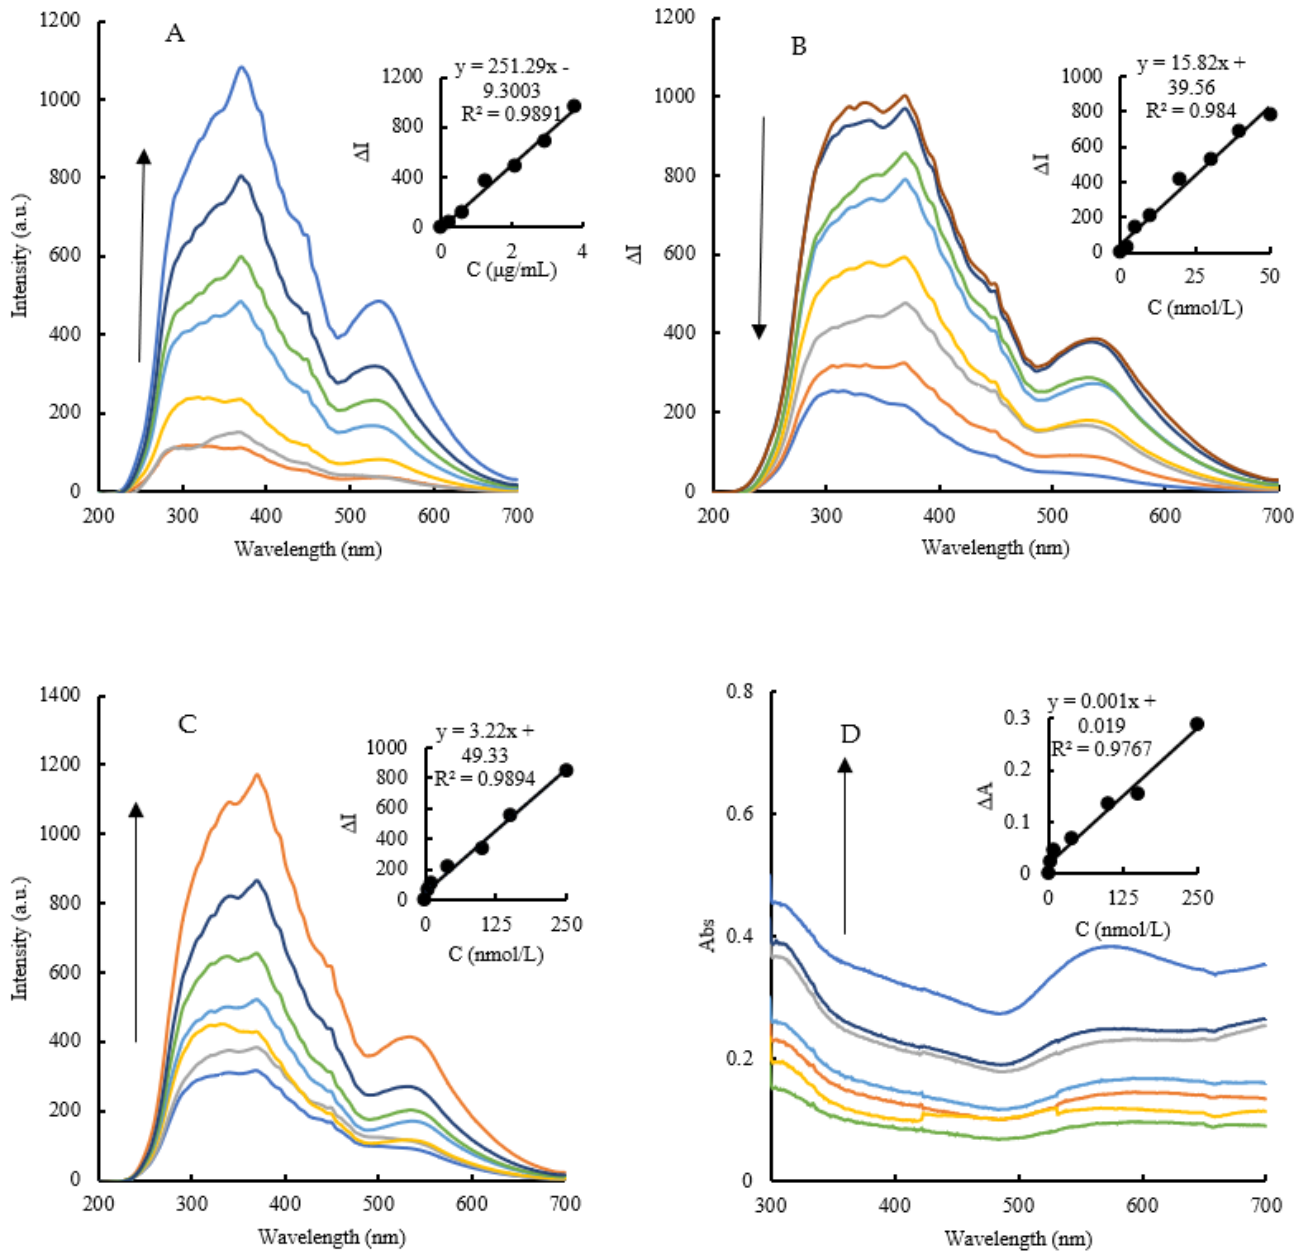 A
1200
1000
800
600
400
200
0
200 300 400 500 600 700
Intensity (a.u.)
Wavelength (nm)
y = 251.29x -
9.3003
R² = 0.9891
1200
800
400
0
0 2 4
ΔI
C (µg/mL)
B
1200
1000
800
600
400
200
0
200 300 400 500 600 700
ΔI
Wavelength (nm)
y = 15.82x +
39.56
R² = 0.984
1000
800
600
400
200
0
0 25 50
ΔI
C (nmol/L)
C
1400
1200
1000
800
600
400
200
0
200 300 400 500 600 700
Intensity (a.u.)
Wavelength (nm)
y = 3.22x +
49.33
R² = 0.9894
1000
800
600
400
200
0
0 125 250
ΔI
C (nmol/L)
D
0.8
0.6
0.4
0.2
0
300 400 500 600 700
Abs
Wavelength (nm)
y = 0.001x +
0.019
R² = 0.9767
0.3
0.2
0.1
0
0 125 250
ΔA
C (nmol/L)